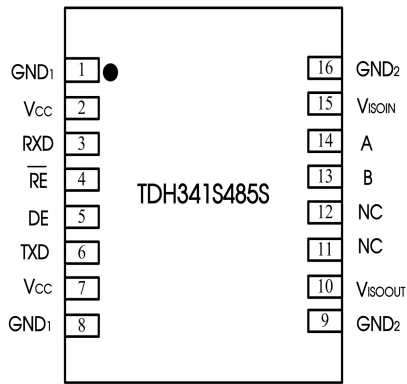 GND1 1 16 GND2
VCC 2 15 VISOIN
RXD 3 14 A
RE 4 13 B
TDH341S485S
DE 5 12 NC
TXD 6 11 NC
VCC 7 10 VISOOUT
GND1 8 9 GND2